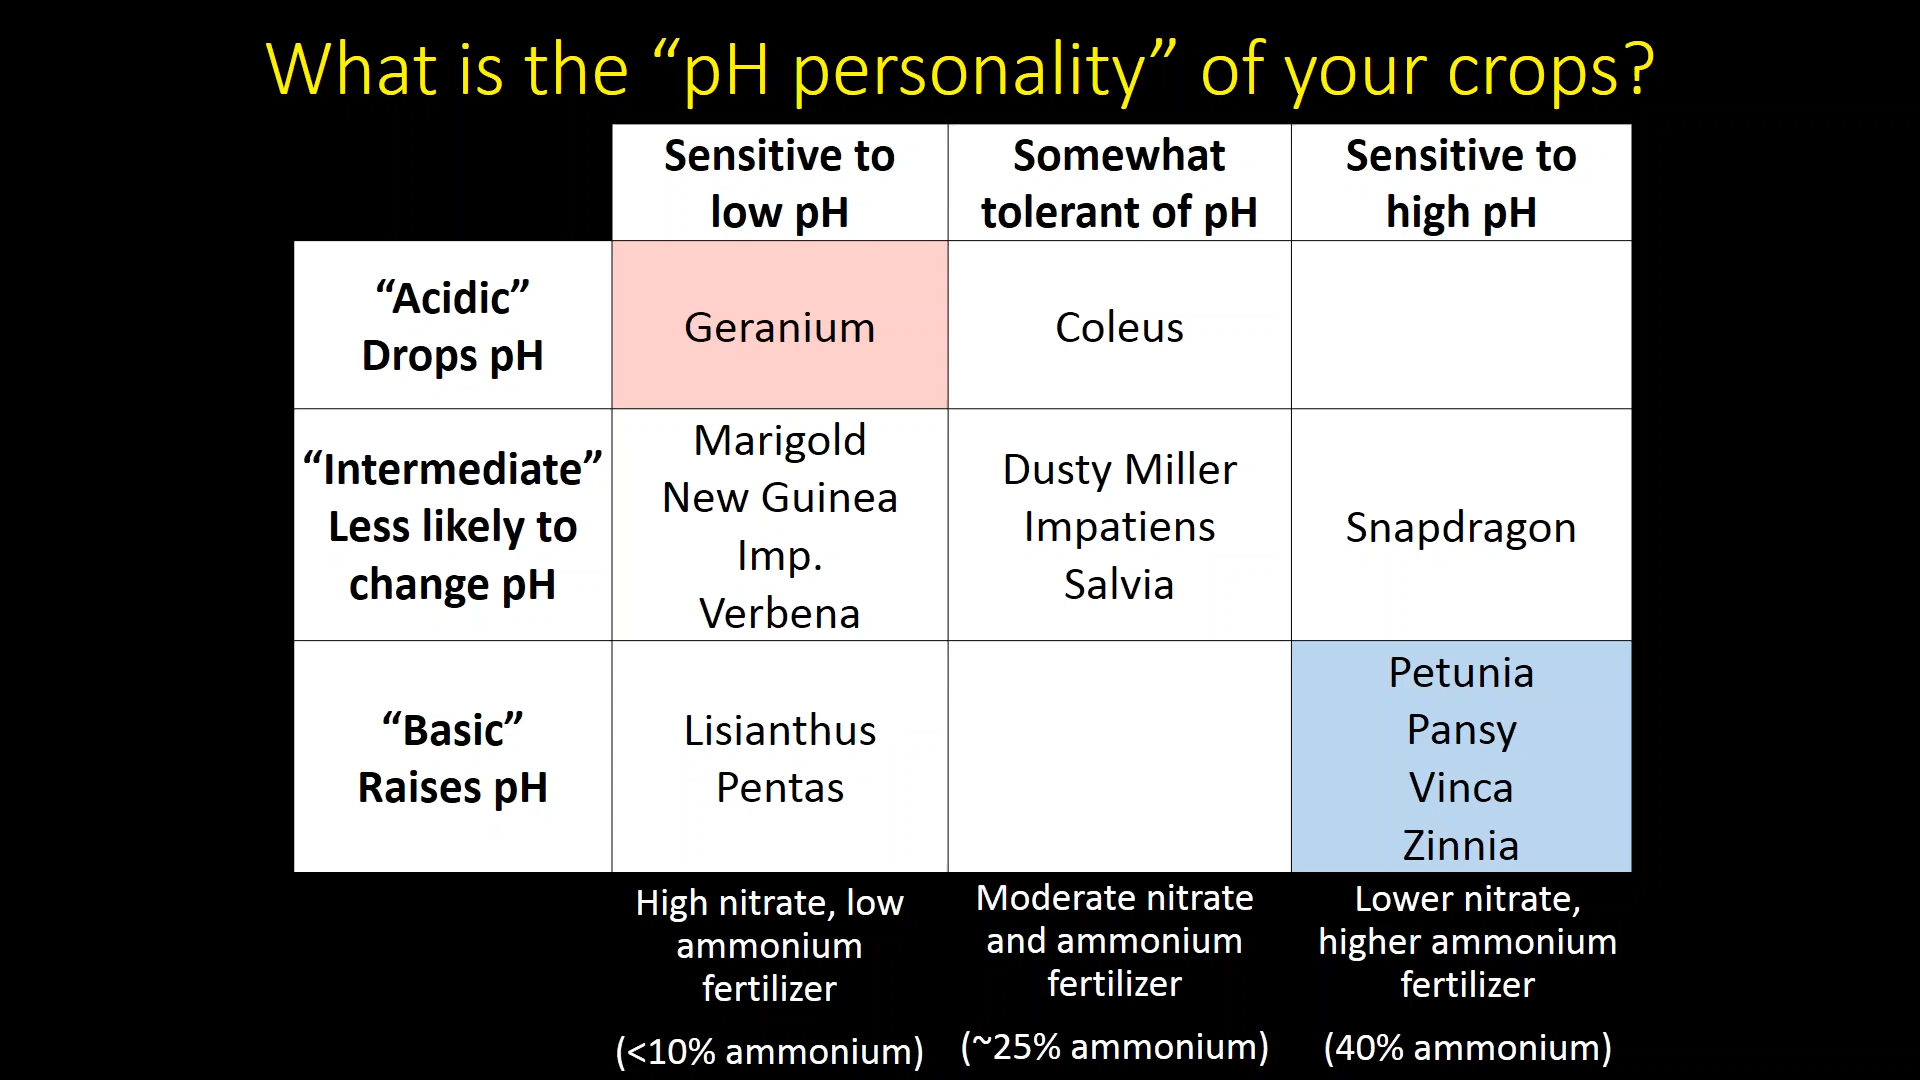 What is the “pH personality” of your crops?
Sensitive to
low pH
Somewhat
tolerant of pH
Sensitive to
high pH
“Acidic”
Drops pH
Geranium
Coleus
“Intermediate”
Less likely to
change pH
Marigold
New Guinea
Imp.
Verbena
Dusty Miller
Impatiens
Salvia
Snapdragon
“Basic”
Raises pH
Lisianthus
Pentas
Petunia
Pansy
Vinca
Zinnia
High nitrate, low
ammonium
fertilizer
(<10% ammonium)
Moderate nitrate
and ammonium
fertilizer
(~25% ammonium)
Lower nitrate,
higher ammonium
fertilizer
(40% ammonium)